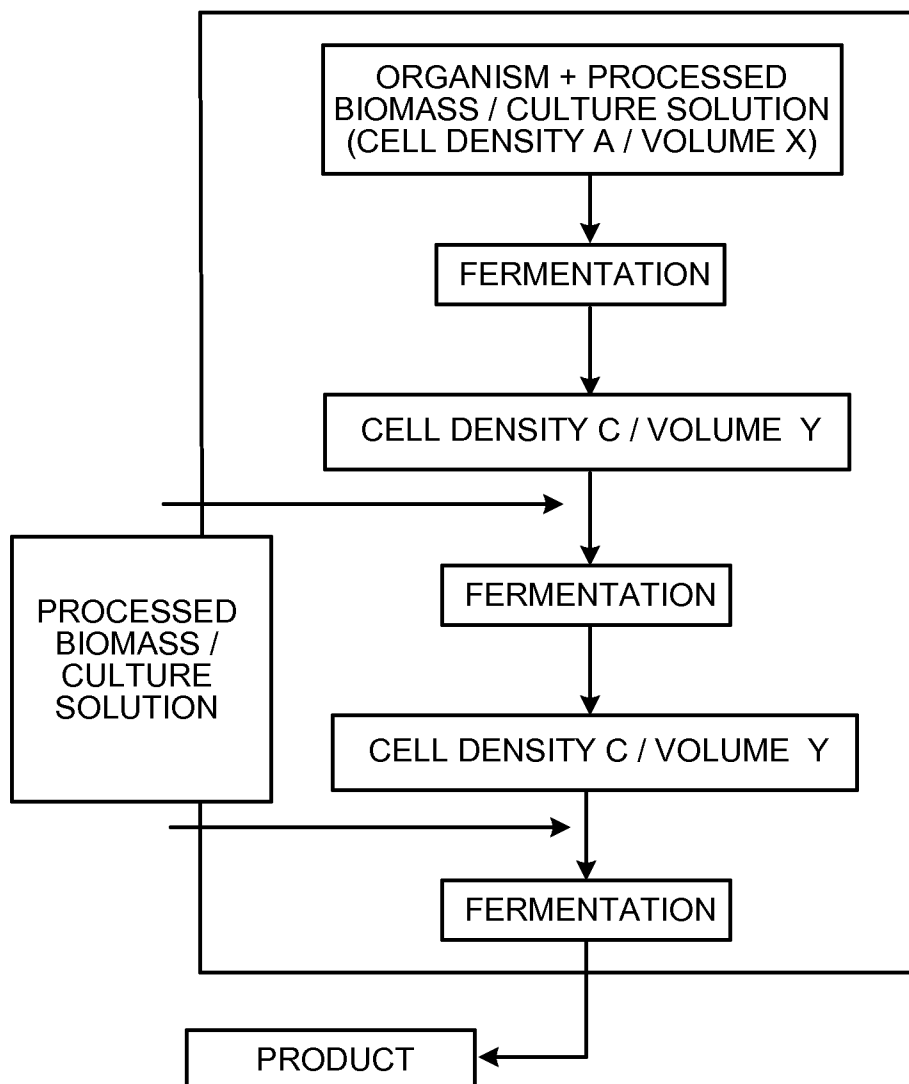 ORGANISM + PROCESSED
BIOMASS / CULTURE SOLUTION
(CELL DENSITY A / VOLUME X)
FERMENTATION
CELL DENSITY C / VOLUME Y
FERMENTATION
PROCESSED
BIOMASS /
CULTURE
SOLUTION
CELL DENSITY C / VOLUME Y
FERMENTATION
PRODUCT